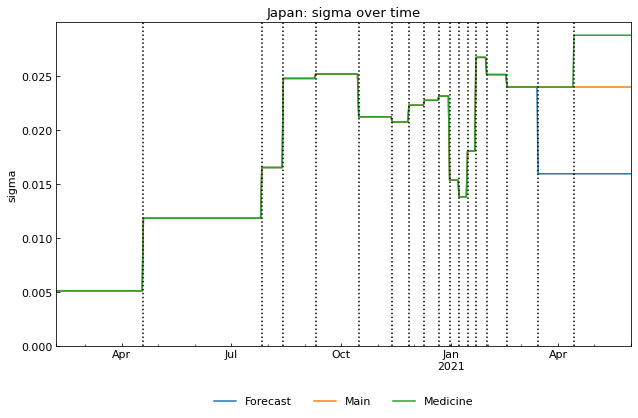 Japan: sigma over time
sigma
0.025
0.020
0.015
0.010
0.005
0.000
Apr Jul Oct Jan Apr
2021
Forecast Main Medicine